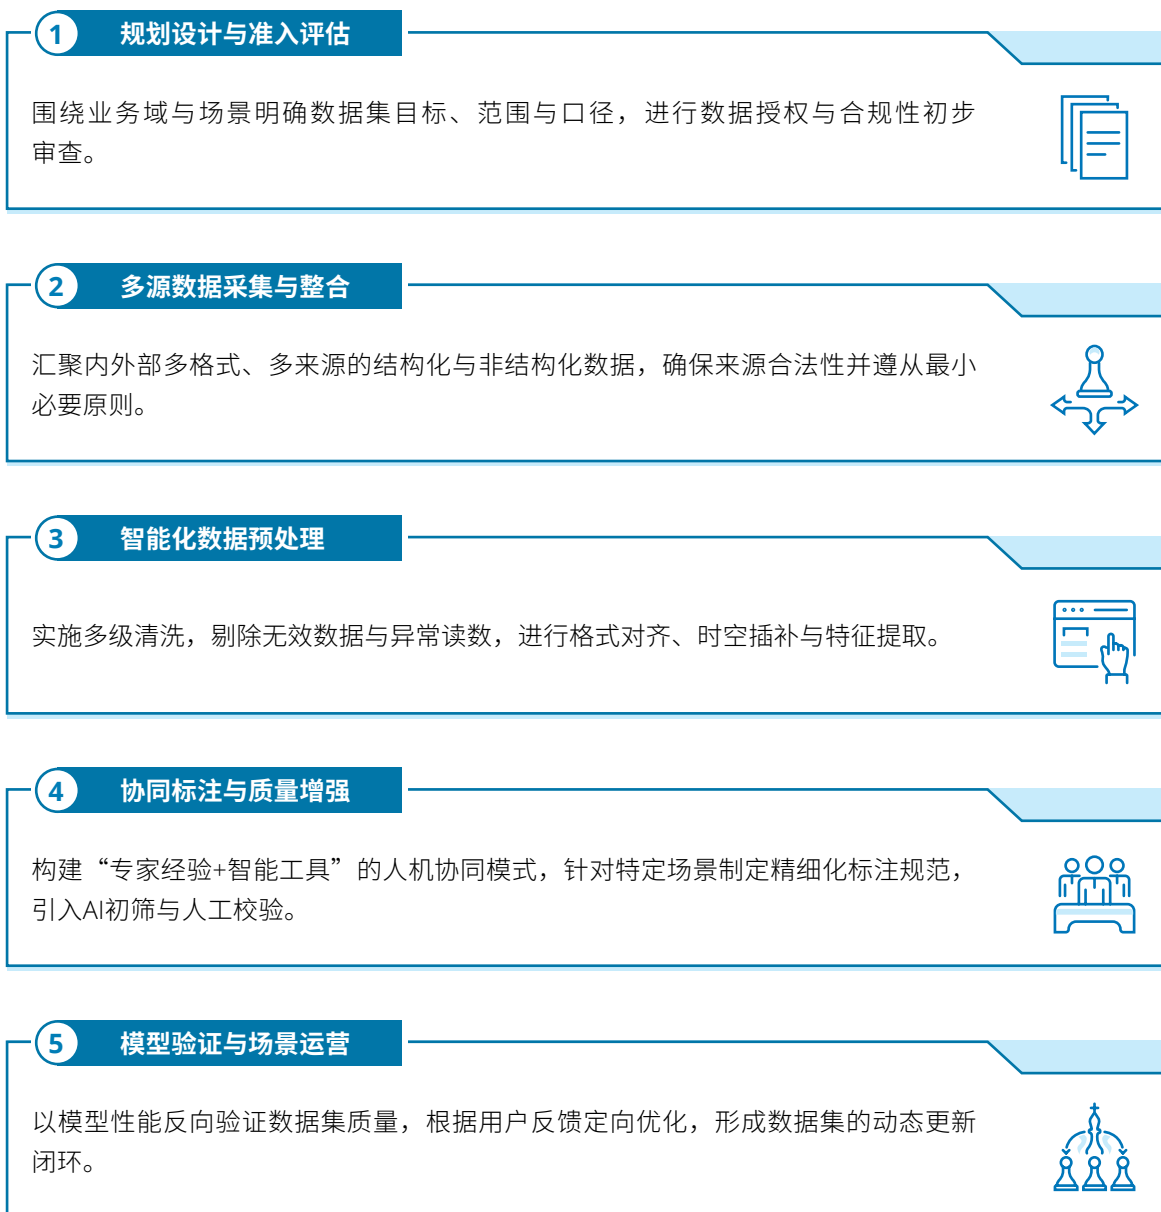 1 规划设计与准入评估
围绕业务域与场景明确数据集目标、范围与口径，进行数据授权与合规性初步
审查。
2 多源数据采集与整合
汇聚内外部多格式、多来源的结构化与非结构化数据，确保来源合法性并遵从最小
必要原则。
3 智能化数据预处理
实施多级清洗，剔除无效数据与异常读数，进行格式对齐、时空插补与特征提取。
4 协同标注与质量增强
构建“专家经验+智能工具”的人机协同模式，针对特定场景制定精细化标注规范，
引入AI初筛与人工校验。
5 模型验证与场景运营
以模型性能反向验证数据集质量，根据用户反馈定向优化，形成数据集的动态更新
闭环。